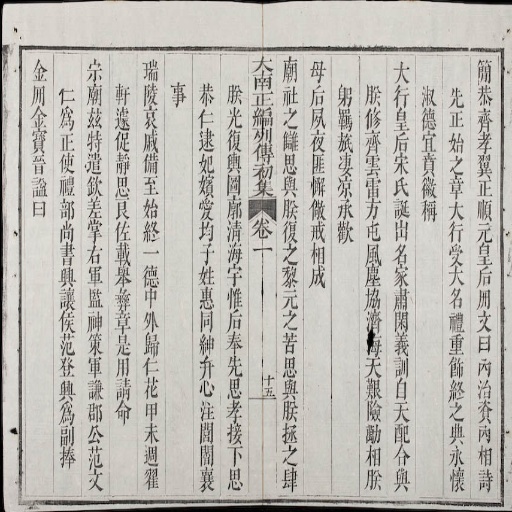 簡恭齊孝翼正順元皇后册文曰內治資內相詩
先正始之章大行受大名禮重飾終之典永懷
淑德宜賁徽稱
大行皇后宋氏誕出名家肅閑義訓自天配合與
朕修齊雲雷方屯風塵協濟海天艱險勵相朕
躬羈旅凄凉承歡
母后夙夜匪懈儆戒相成
廟社之讎思與朕復之黎元之苦思與朕拯之肆
大南正編列傳初集 卷一 十五
朕光復輿圖廓清海宇惟后奉先思孝接下思
恭仁逮妃嬪愛均子姓惠同紳弁心注閭閻襄
事
瑞陵哀戚備至始終一德中外歸仁花甲未週翟
軒遽促靜思良佐載舉彝章是用請命
宗廟玆特遣欽差掌右軍監神策軍謙郡公范文
仁爲正使禮部尚書興讓侯范登興爲副捧
金册金寶晉諡曰